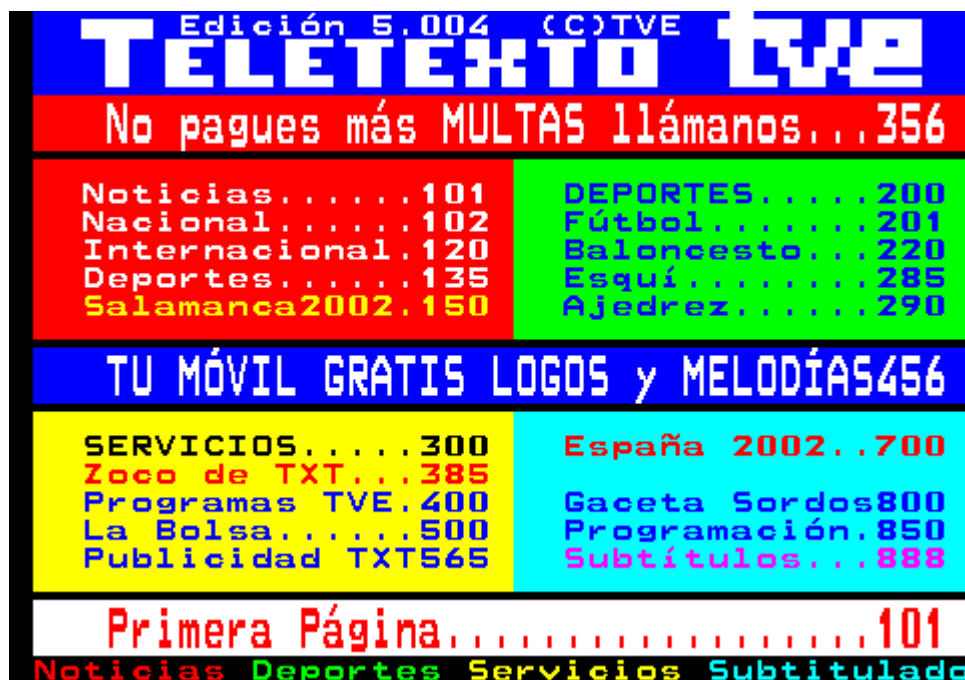 Edición 5.004 (C)TVE
TELETEXTO tve
No pagues más MULTAS llámanos...356
Noticias......101
Nacional......102
Internacional.120
Deportes......135
Salamanca2002.150
DEPORTES.....200
Fútbol.......201
Baloncesto...220
Esquí........285
Ajedrez......290
TU MÓVIL GRATIS LOGOS y MELODÍAS456
SERVICIOS.....300
Zoco de TXT...385
Programas TVE.400
La Bolsa......500
Publicidad TXT565
España 2002..700
Gaceta Sordos800
Programación.850
Subtítulos...888
Primera Página..................101
Noticias Deportes Servicios Subtitulado